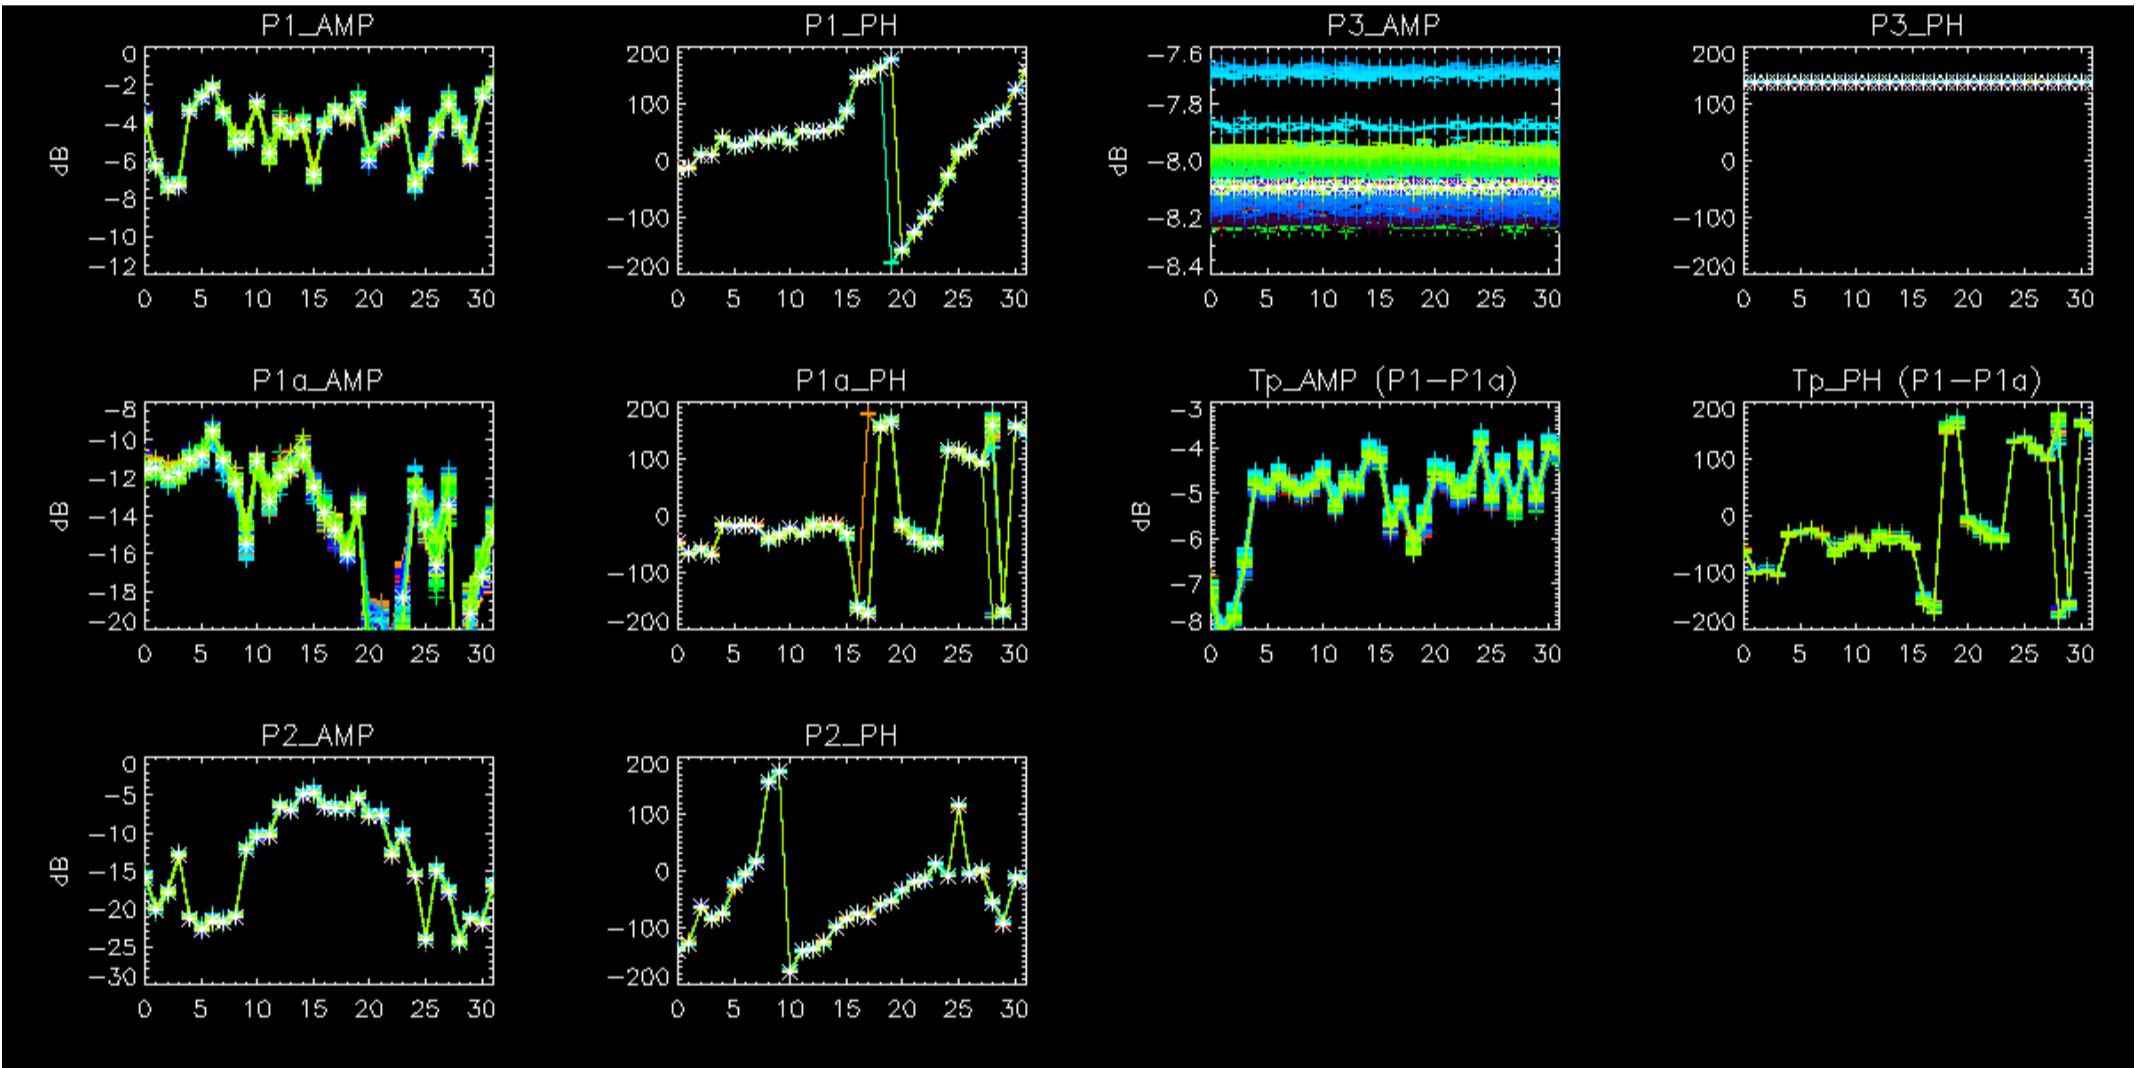 P1_AMP P1_PH P3_AMP P3_PH
0 200 −7.6 200
−2 100 −7.8 100
−4 0 −8.0 0
−6 −100 −8.2 −100
−8 −200 −8.4 −200
−10
−12
dB dB
0 5 10 15 20 25 30 0 5 10 15 20 25 30 0 5 10 15 20 25 30 0 5 10 15 20 25 30
P1a_AMP P1a_PH Tp_AMP (P1−P1a) Tp_PH (P1−P1a)
−8 200 −3 200
−10 100 −4 100
−12 0 −5 0
−14 −100 −6 −100
−16 −200 −7 −200
−18 −8
−20
dB dB
0 5 10 15 20 25 30 0 5 10 15 20 25 30 0 5 10 15 20 25 30 0 5 10 15 20 25 30
P2_AMP P2_PH
0 200
−5 100
−10 0
−15 −100
−20 −200
−25
−30
dB
0 5 10 15 20 25 30 0 5 10 15 20 25 30